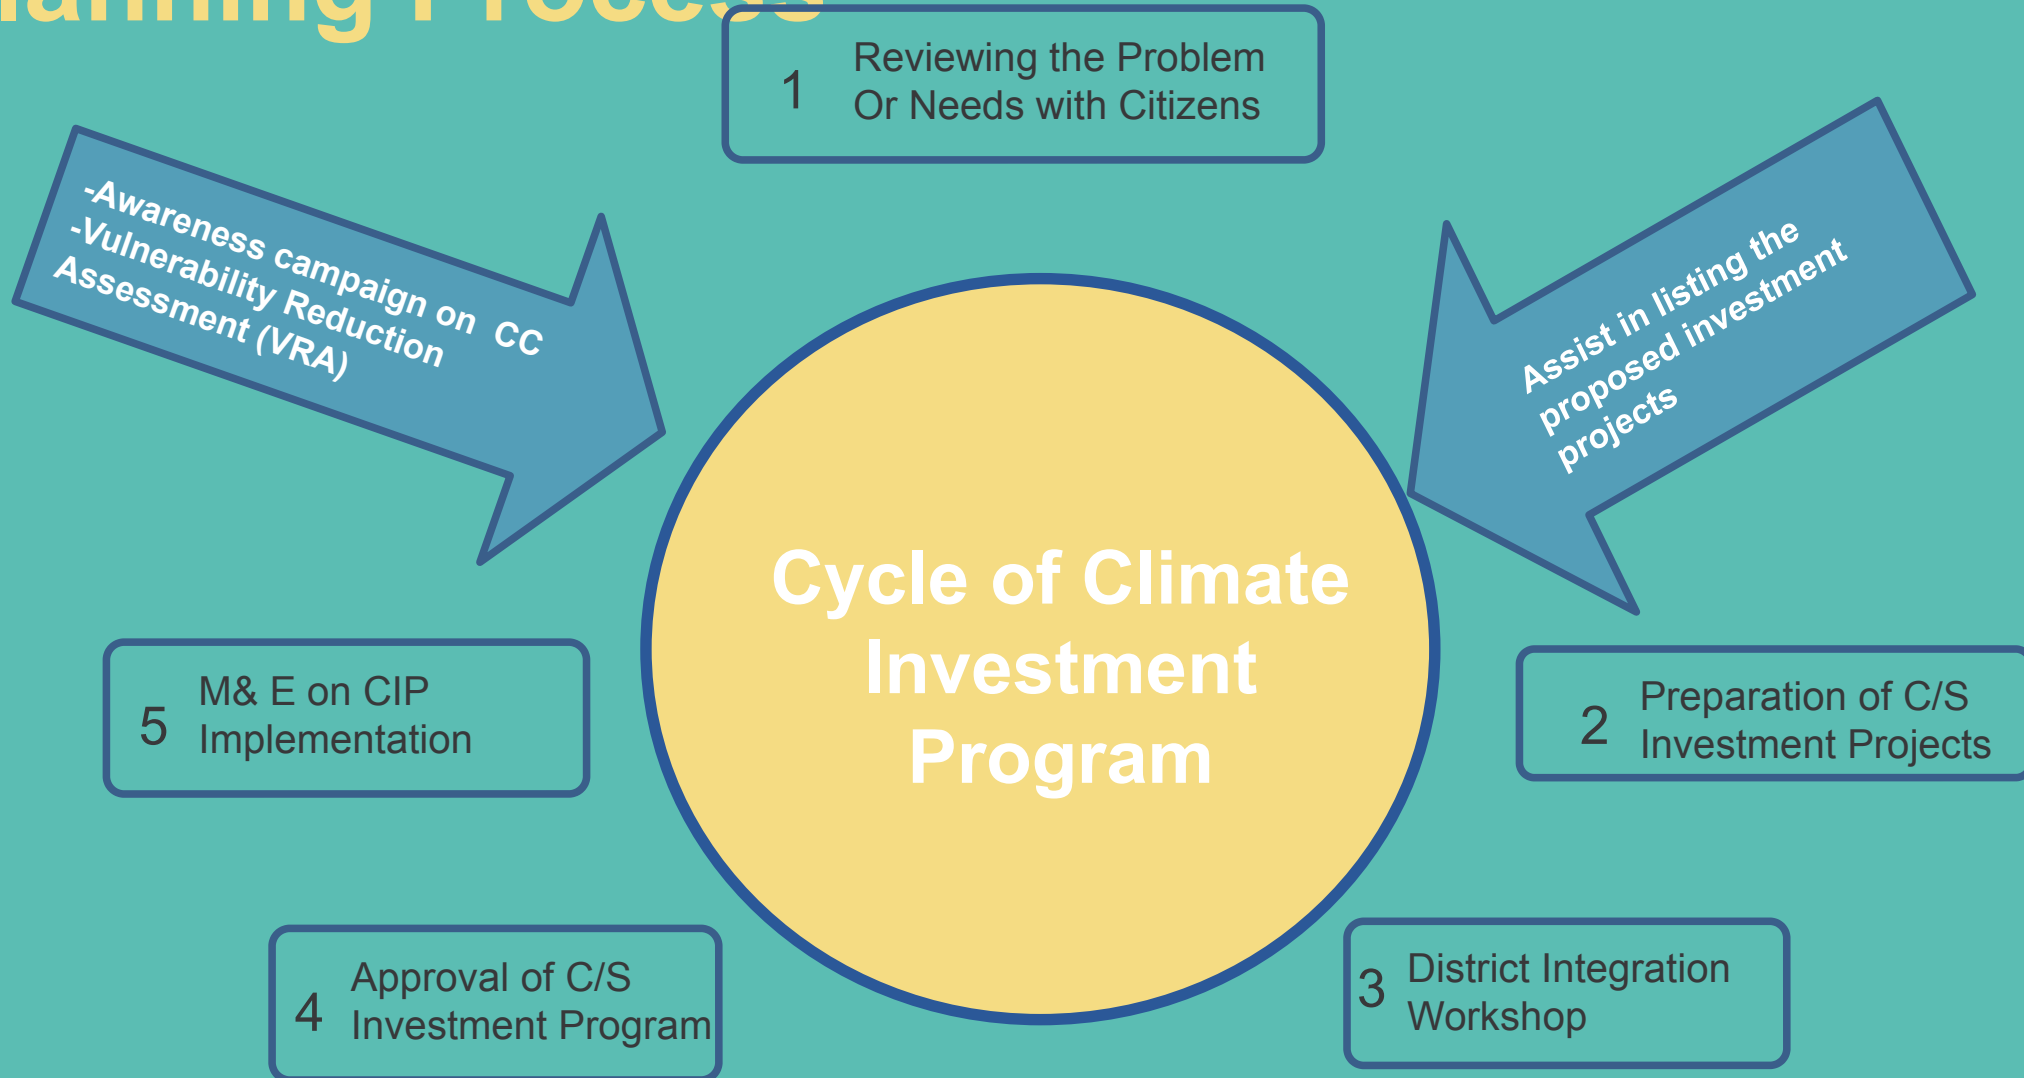 Process
1
Reviewing the Problem
Or Needs with Citizens
-Awareness campaign on CC
-Vulnerability Reduction
Assessment (VRA)
Assist in listing the
proposed investment
projects
Cycle of Climate
Investment
Program
5
M& E on CIP
Implementation
2
Preparation of C/S
Investment Projects
4
Approval of C/S
Investment Program
3
District Integration
Workshop